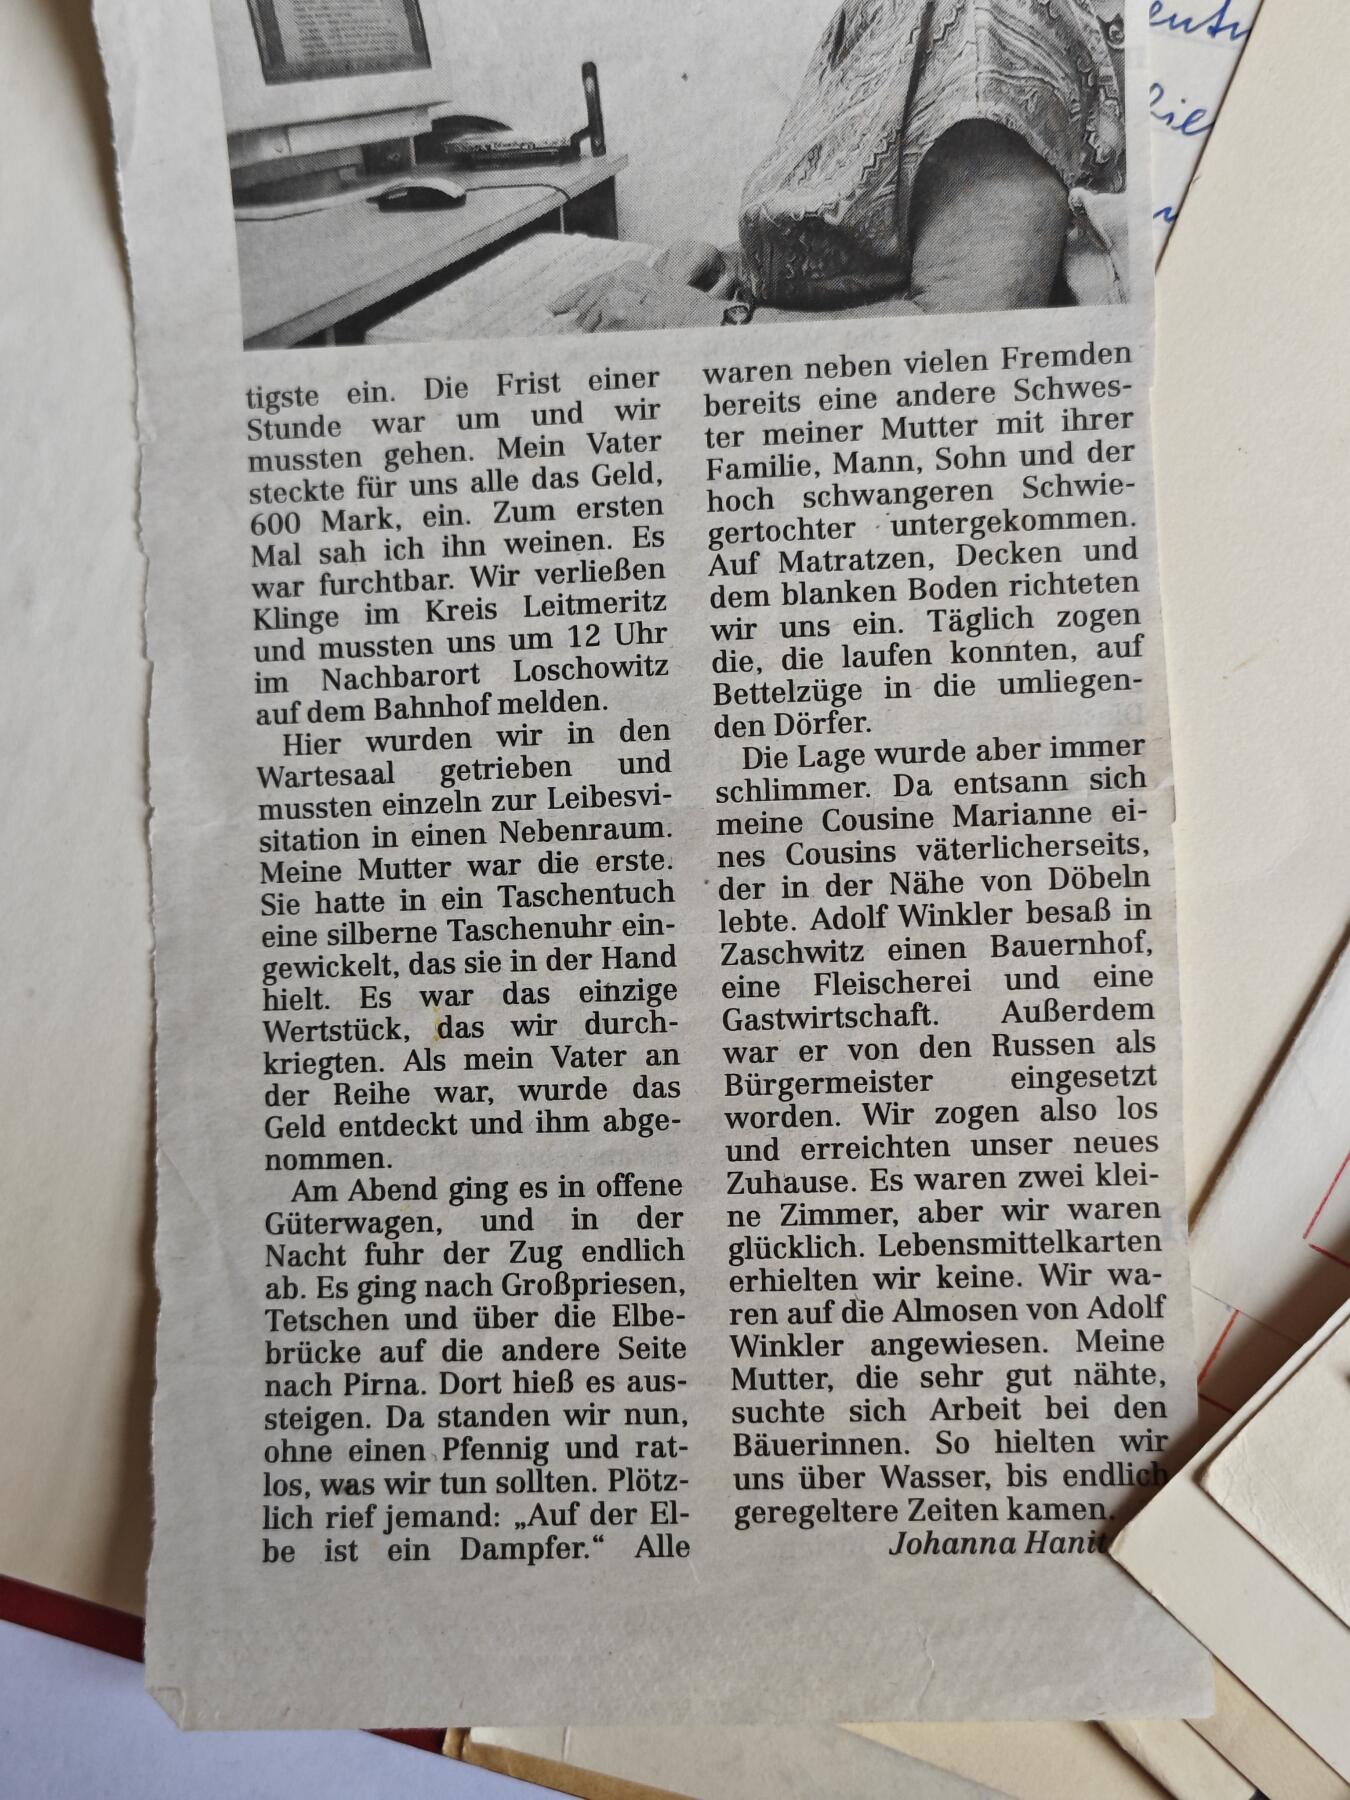 tigste ein. Die Frist einer
Stunde war um und wir
mussten gehen. Mein Vater
steckte für uns alle das Geld,
600 Mark, ein. Zum ersten
Mal sah ich ihn weinen. Es
war furchtbar. Wir verließen
Klinge im Kreis Leitmeritz
und mussten uns um 12 Uhr
im Nachbarort Loschowitz
auf dem Bahnhof melden.
Hier wurden wir in den
Wartesaal getrieben und
mussten einzeln zur Leibesvi-
sitation in einen Nebenraum.
Meine Mutter war die erste.
Sie hatte in ein Taschentuch
eine silberne Taschenuhr ein-
gewickelt, das sie in der Hand
hielt. Es war das einzige
Wertstück, das wir durch-
kriegten. Als mein Vater an
der Reihe war, wurde das
Geld entdeckt und ihm abge-
nommen.
Am Abend ging es in offene
Güterwagen, und in der
Nacht fuhr der Zug endlich
ab. Es ging nach Großpriesen,
Tetschen und über die Elbe-
brücke auf die andere Seite
nach Pirna. Dort hieß es aus-
steigen. Da standen wir nun,
ohne einen Pfennig und rat-
los, was wir tun sollten. Plötz-
lich rief jemand: „Auf der El-
be ist ein Dampfer.“ Alle
waren neben vielen Fremden
bereits eine andere Schwes-
ter meiner Mutter mit ihrer
Familie, Mann, Sohn und der
hoch schwangeren Schwie-
gertochter untergekommen.
Auf Matratzen, Decken und
dem blanken Boden richteten
wir uns ein. Täglich zogen
die, die laufen konnten, auf
Bettelzüge in die umliegen-
den Dörfer.
Die Lage wurde aber immer
schlimmer. Da entsann sich
meine Cousine Marianne ei-
nes Cousins väterlicherseits,
der in der Nähe von Döbeln
lebte. Adolf Winkler besaß in
Zaschwitz einen Bauernhof,
eine Fleischerei und eine
Gastwirtschaft. Außerdem
war er von den Russen als
Bürgermeister eingesetzt
worden. Wir zogen also los
und erreichten unser neues
Zuhause. Es waren zwei klei-
ne Zimmer, aber wir waren
glücklich. Lebensmittelkarten
erhielten wir keine. Wir wa-
ren auf die Almosen von Adolf
Winkler angewiesen. Meine
Mutter, die sehr gut nähte,
suchte sich Arbeit bei den
Bäuerinnen. So hielten wir
uns über Wasser, bis endlich
geregeltere Zeiten kamen.
Johanna Hanit